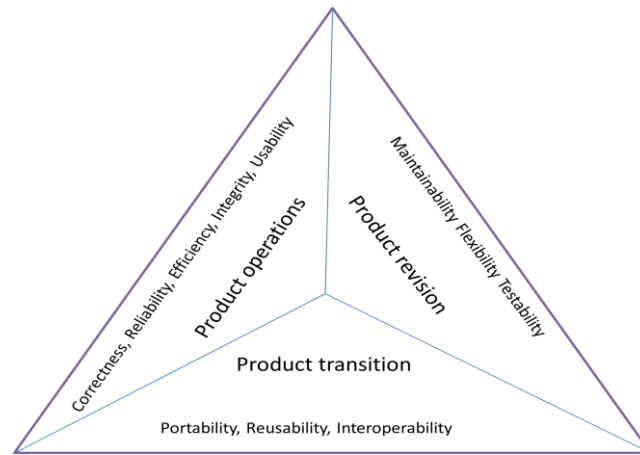 Correctness, Reliability, Efficiency, Integrity, Usability
Product operations
Product revision
Maintainability Flexibility Testability
Product transition
Portability, Reusability, Interoperability